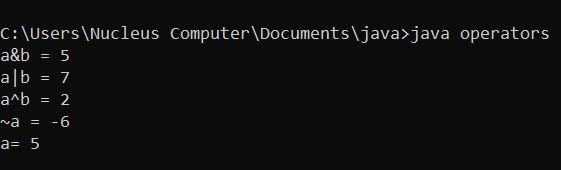 C:\Users\Nucleus Computer\Documents\java>java operators
a&b = 5
a|b = 7
a^b = 2
~a = -6
a= 5